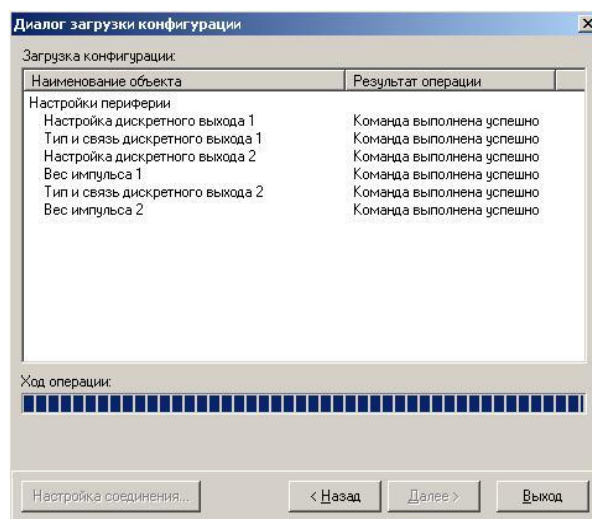 Диалог загрузки конфигурации
Загрузка конфигурации:
Наименование объекта Результат операции
Настройки периферии
Настройка дискретного выхода 1 Команда выполнена успешно
Тип и связь дискретного выхода 1 Команда выполнена успешно
Настройка дискретного выхода 2 Команда выполнена успешно
Вес импульса 1 Команда выполнена успешно
Тип и связь дискретного выхода 2 Команда выполнена успешно
Вес импульса 2 Команда выполнена успешно
Ход операции:
Настройка соединения... < Назад Далее > Выход